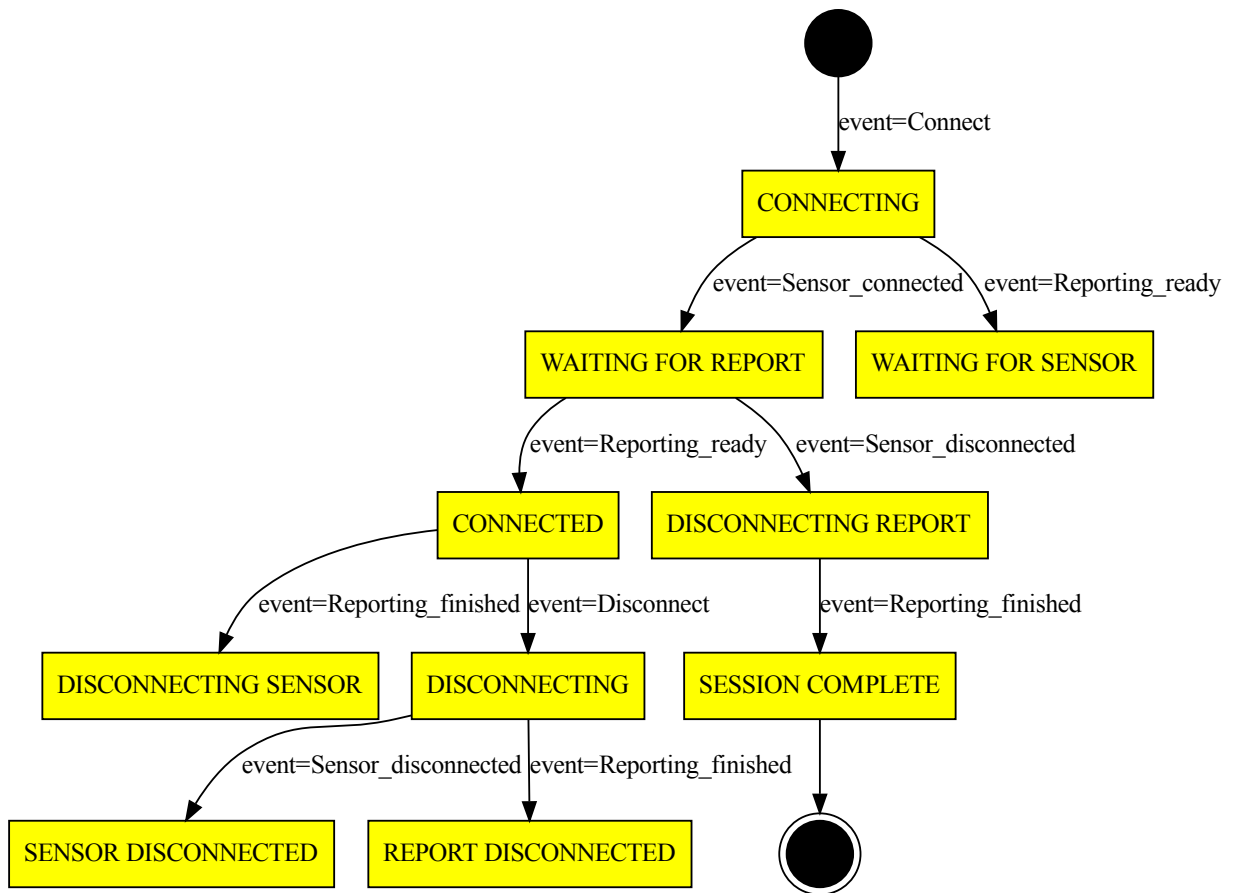 event=Connect
CONNECTING
event=Sensor_connected
event=Reporting_ready
WAITING FOR REPORT
WAITING FOR SENSOR
event=Reporting_ready
event=Sensor_disconnected
CONNECTED
DISCONNECTING REPORT
event=Reporting_finished
event=Disconnect
event=Reporting_finished
DISCONNECTING SENSOR
DISCONNECTING
SESSION COMPLETE
event=Sensor_disconnected
event=Reporting_finished
SENSOR DISCONNECTED
REPORT DISCONNECTED